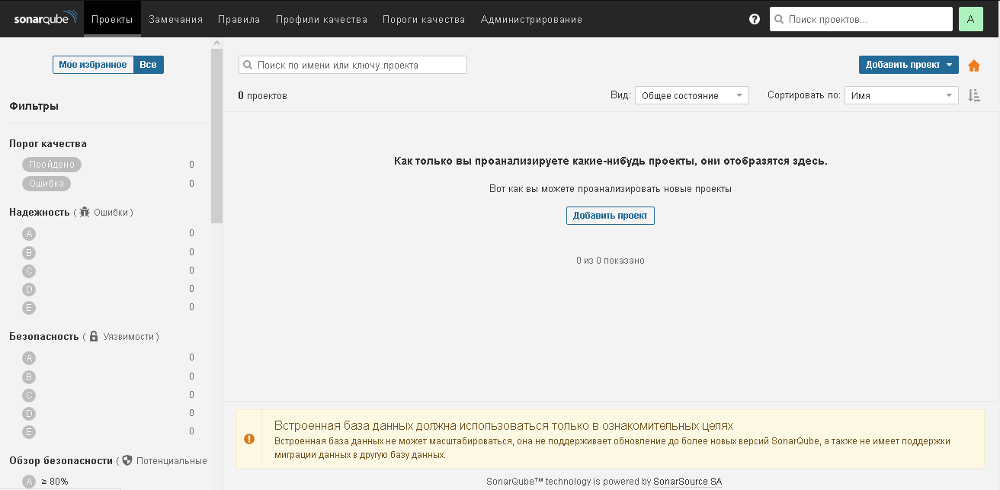 sonarqube Проекты Замечания Правила Профили качества Пороги качества Администрирование ? Поиск проектов... A
Мое избранное Все
Фильтры
Порог качества
Пройдено 0
Ошибка 0
Надежность ( Ошибки )
A 0
B 0
C 0
D 0
E 0
Безопасность ( Уязвимости )
A 0
B 0
C 0
D 0
E 0
Обзор безопасности ( Потенциальные
A ≥ 80%
Поиск по имени или ключу проекта
Добавить проект
0 проектов
Вид: Общее состояние
Сортировать по: Имя
Как только вы проанализируете какие-нибудь проекты, они отобразятся здесь.
Вот как вы можете проанализировать новые проекты
Добавить проект
0 из 0 показано
Встроенная база данных должна использоваться только в ознакомительных целях
Встроенная база данных не может масштабироваться, она не поддерживает обновление до более новых версий SonarQube, а также не имеет поддержки
миграции данных в другую базу данных.
SonarQube™ technology is powered by SonarSource SA